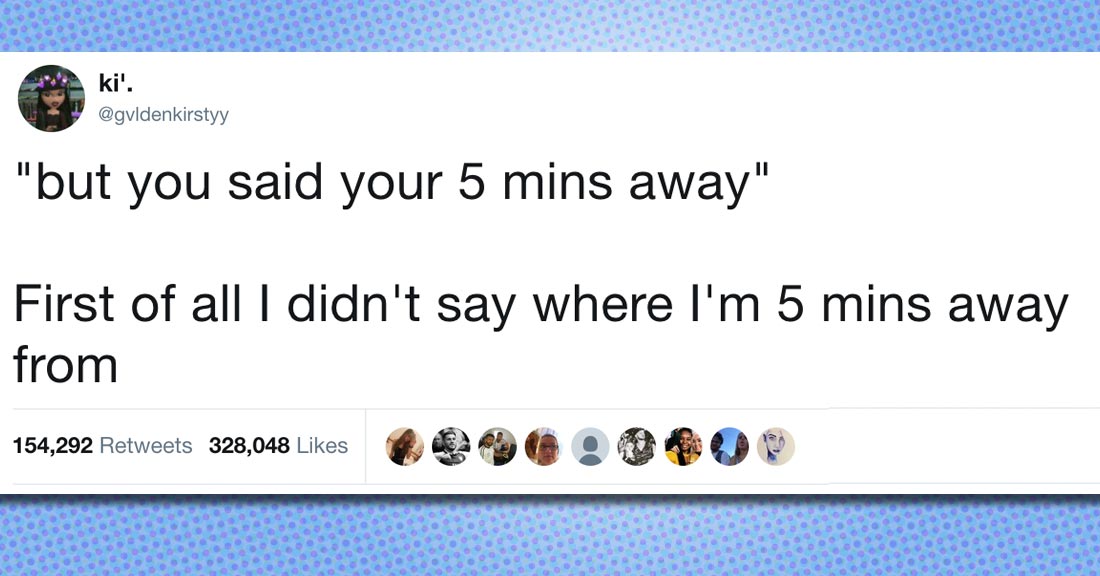 ki'.
@gvldenkirstyy
"but you said your 5 mins away"
First of all I didn't say where I'm 5 mins away
from
154,292 Retweets 328,048 Likes